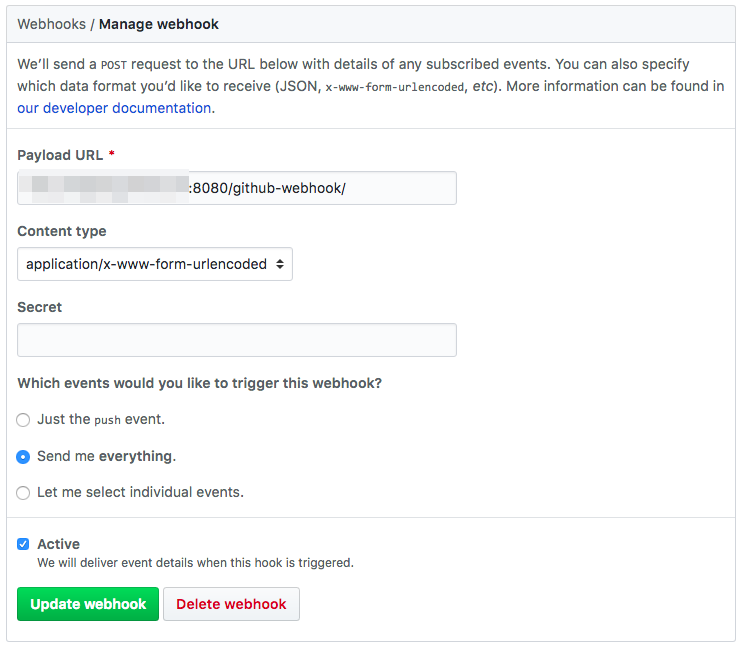 Webhooks / Manage webhook
We’ll send a POST request to the URL below with details of any subscribed events. You can also specify
which data format you’d like to receive (JSON, x-www-form-urlencoded, etc). More information can be found in
our developer documentation.
Payload URL *
:8080/github-webhook/
Content type
application/x-www-form-urlencoded
Secret
Which events would you like to trigger this webhook?
Just the push event.
Send me everything.
Let me select individual events.
Active
We will deliver event details when this hook is triggered.
Update webhook Delete webhook